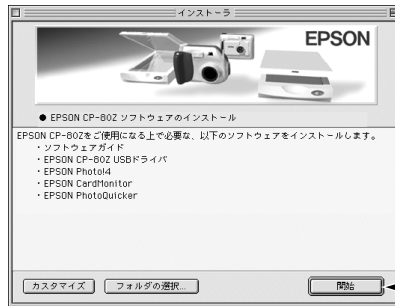 インストーラ
EPSON
● EPSON CP-80Z ソフトウェアのインストール
EPSON CP-80Zをご使用になる上で必要な、以下のソフトウェアをインストールします。
・ソフトウェアガイド
・EPSON CP-80Z USBドライバ
・EPSON Photo!4
・EPSON CardMonitor
・EPSON PhotoQuicker
カスタマイズ
フォルダの選択...
開始